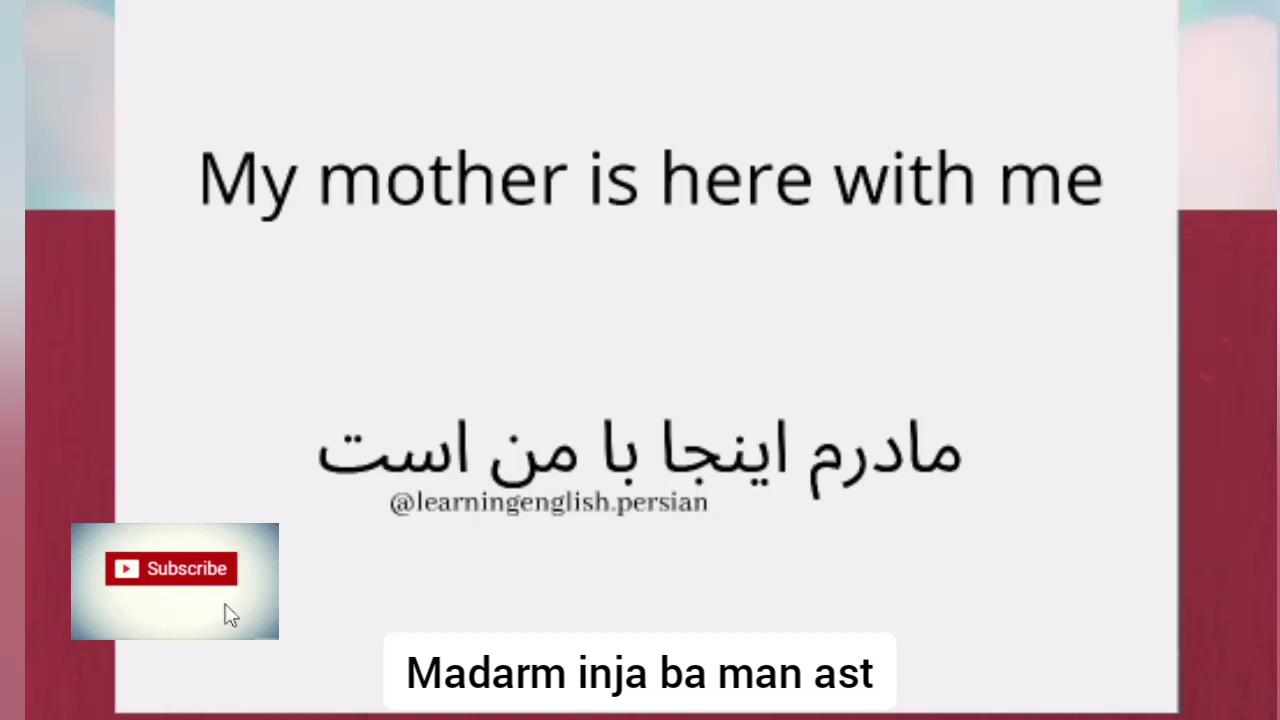 My mother is here with me
مادرم اینجا با من است
@learningenglish.persian
Subscribe
Madarm inja ba man ast